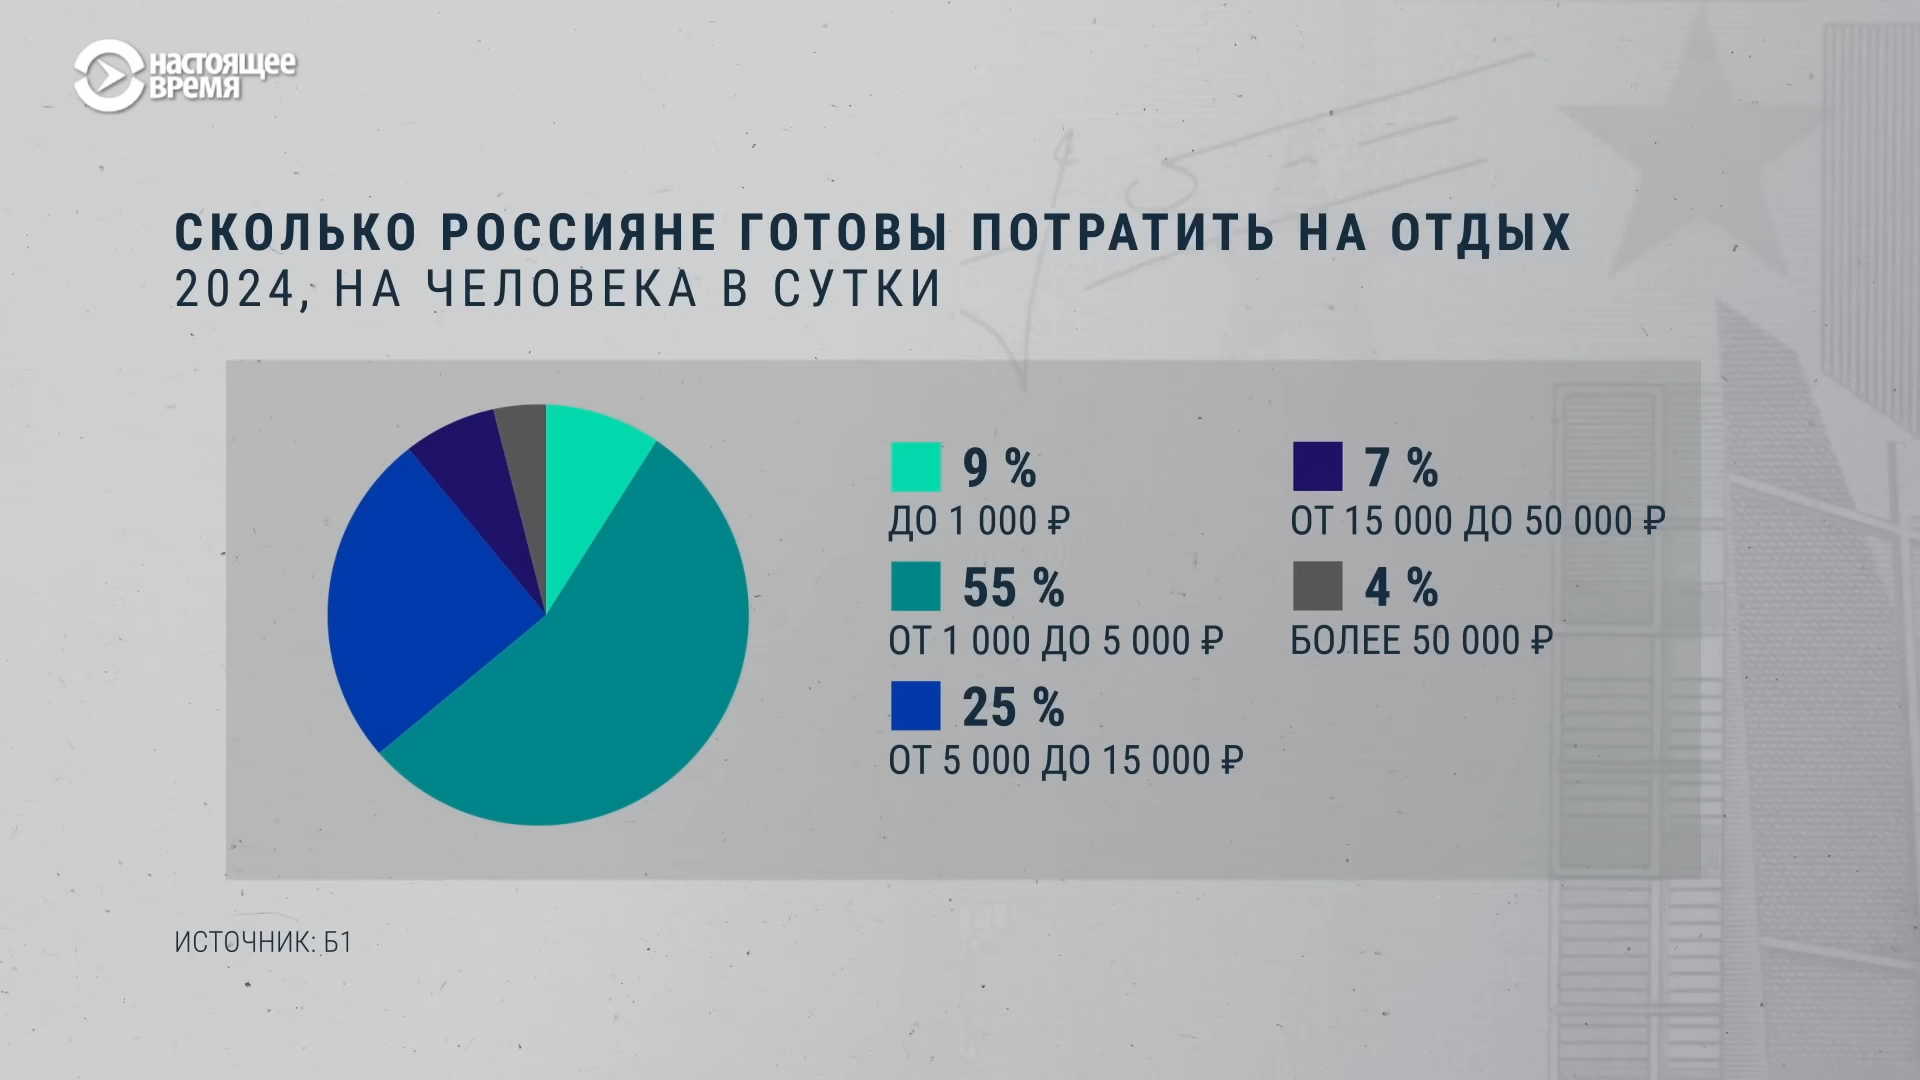 настоящее
время
СКОЛЬКО РОССИЯНЕ ГОТОВЫ ПОТРАТИТЬ НА ОТДЫХ
2024, НА ЧЕЛОВЕКА В СУТКИ
9 %
ДО 1 000 ₽
55 %
ОТ 1 000 ДО 5 000 ₽
25 %
ОТ 5 000 ДО 15 000 ₽
7 %
ОТ 15 000 ДО 50 000 ₽
4 %
БОЛЕЕ 50 000 ₽
ИСТОЧНИК: Б1